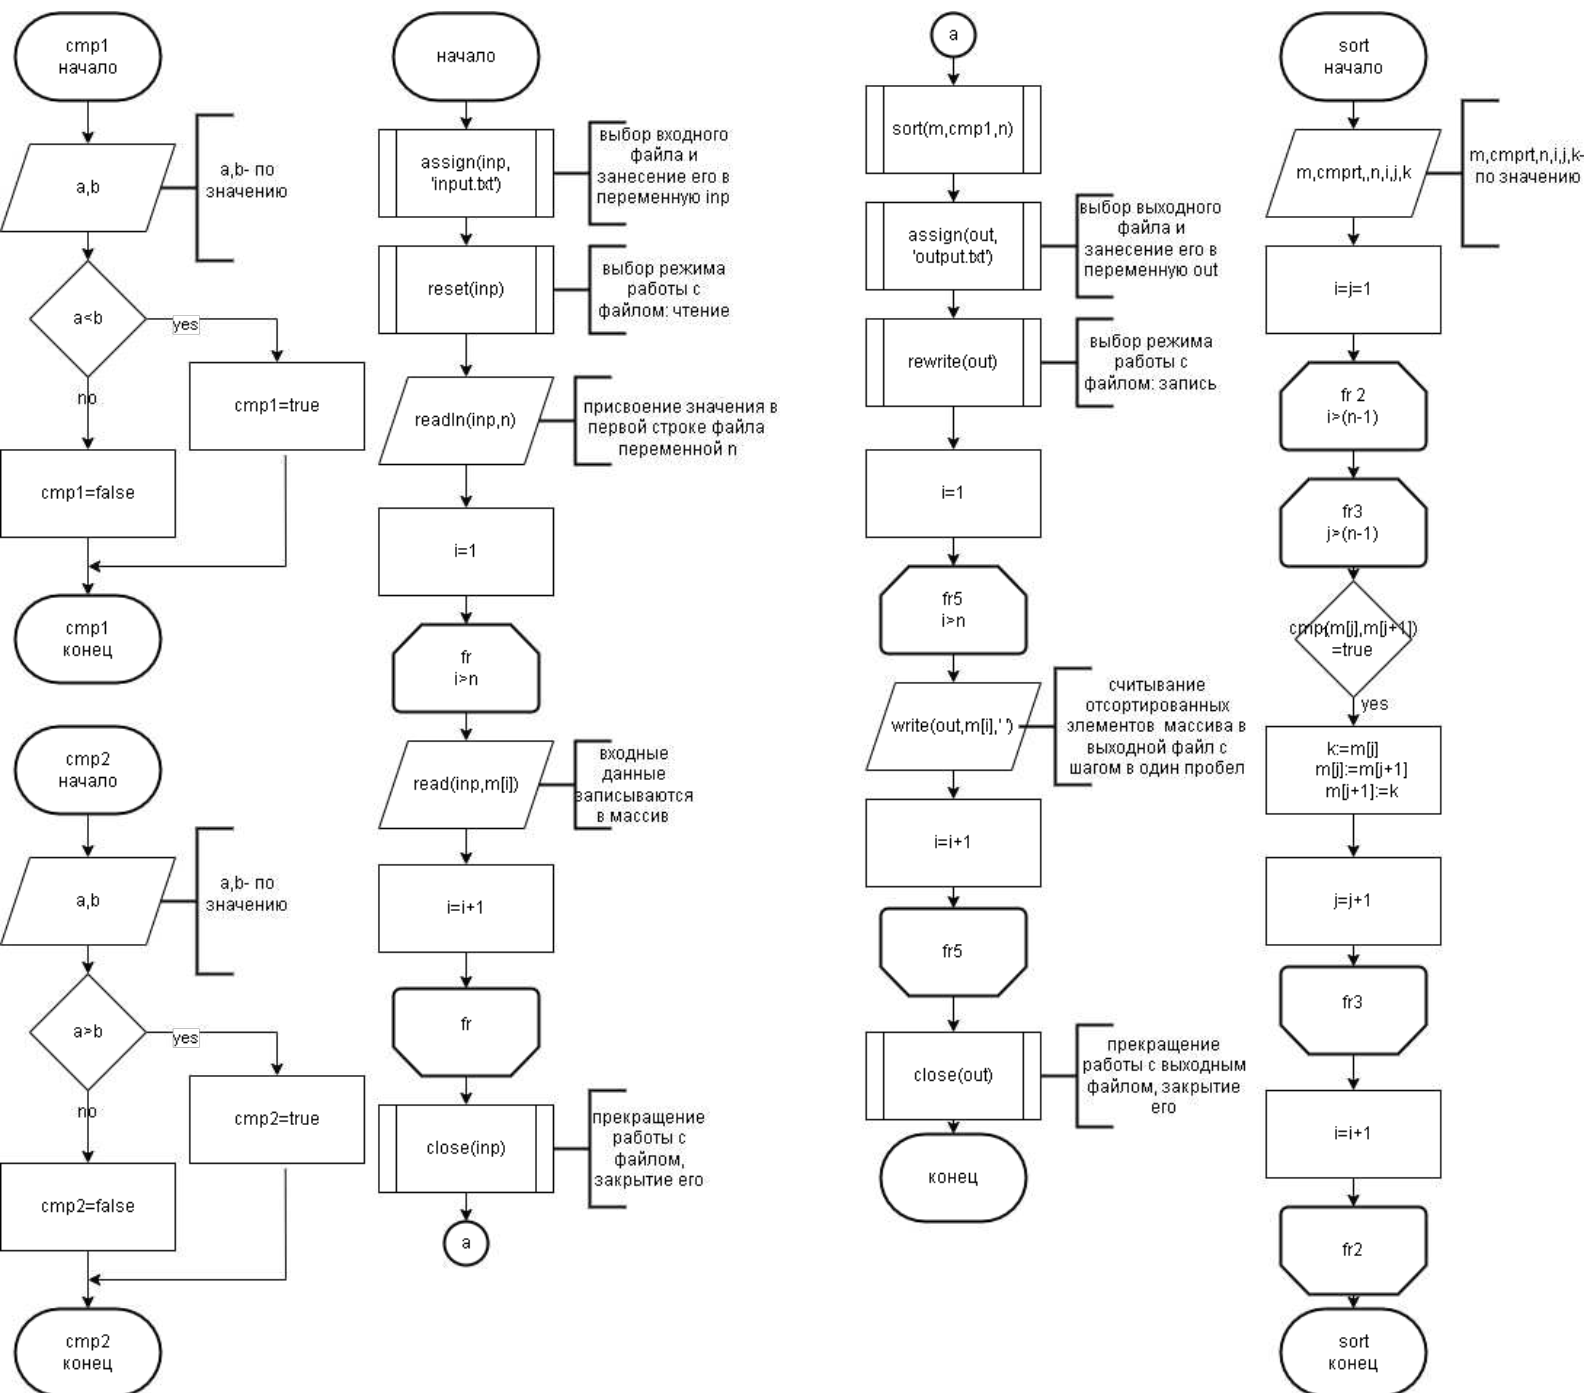 cmp1
начало
a,b
a,b- по
значению
a<b
yes
no
cmp1=true
cmp1=false
cmp1
конец
cmp2
начало
a,b
a,b- по
значению
a>b
yes
no
cmp2=true
cmp2=false
cmp2
конец
начало
assign(inp,
'input.txt')
выбор входного
файла и
занесение его в
переменную inp
reset(inp)
выбор режима
работы с
файлом: чтение
readln(inp,n)
присвоение значения в
первой строке файла
переменной n
i=1
fr
i>n
read(inp,m[i])
входные
данные
записываются
в массив
i=i+1
fr
close(inp)
прекращение
работы с
файлом,
закрытие его
a
a
sort(m,cmp1,n)
assign(out,
'output.txt')
выбор выходного
файла и
занесение его в
переменную out
rewrite(out)
выбор режима
работы с
файлом: запись
i=1
fr5
i>n
write(out,m[i],' ')
считывание
отсортированных
элементов массива в
выходной файл с
шагом в один пробел
i=i+1
fr5
close(out)
прекращение
работы с выходным
файлом, закрытие
его
конец
sort
начало
m,cmprt,,n,i,j,k
m,cmprt,n,i,j,k-
по значению
i=j=1
fr 2
i>(n-1)
fr3
j>(n-1)
cmp(m[j],m[j+1])
=true
yes
k:=m[j]
m[j]:=m[j+1]
m[j+1]:=k
j=j+1
fr3
i=i+1
fr2
sort
конец